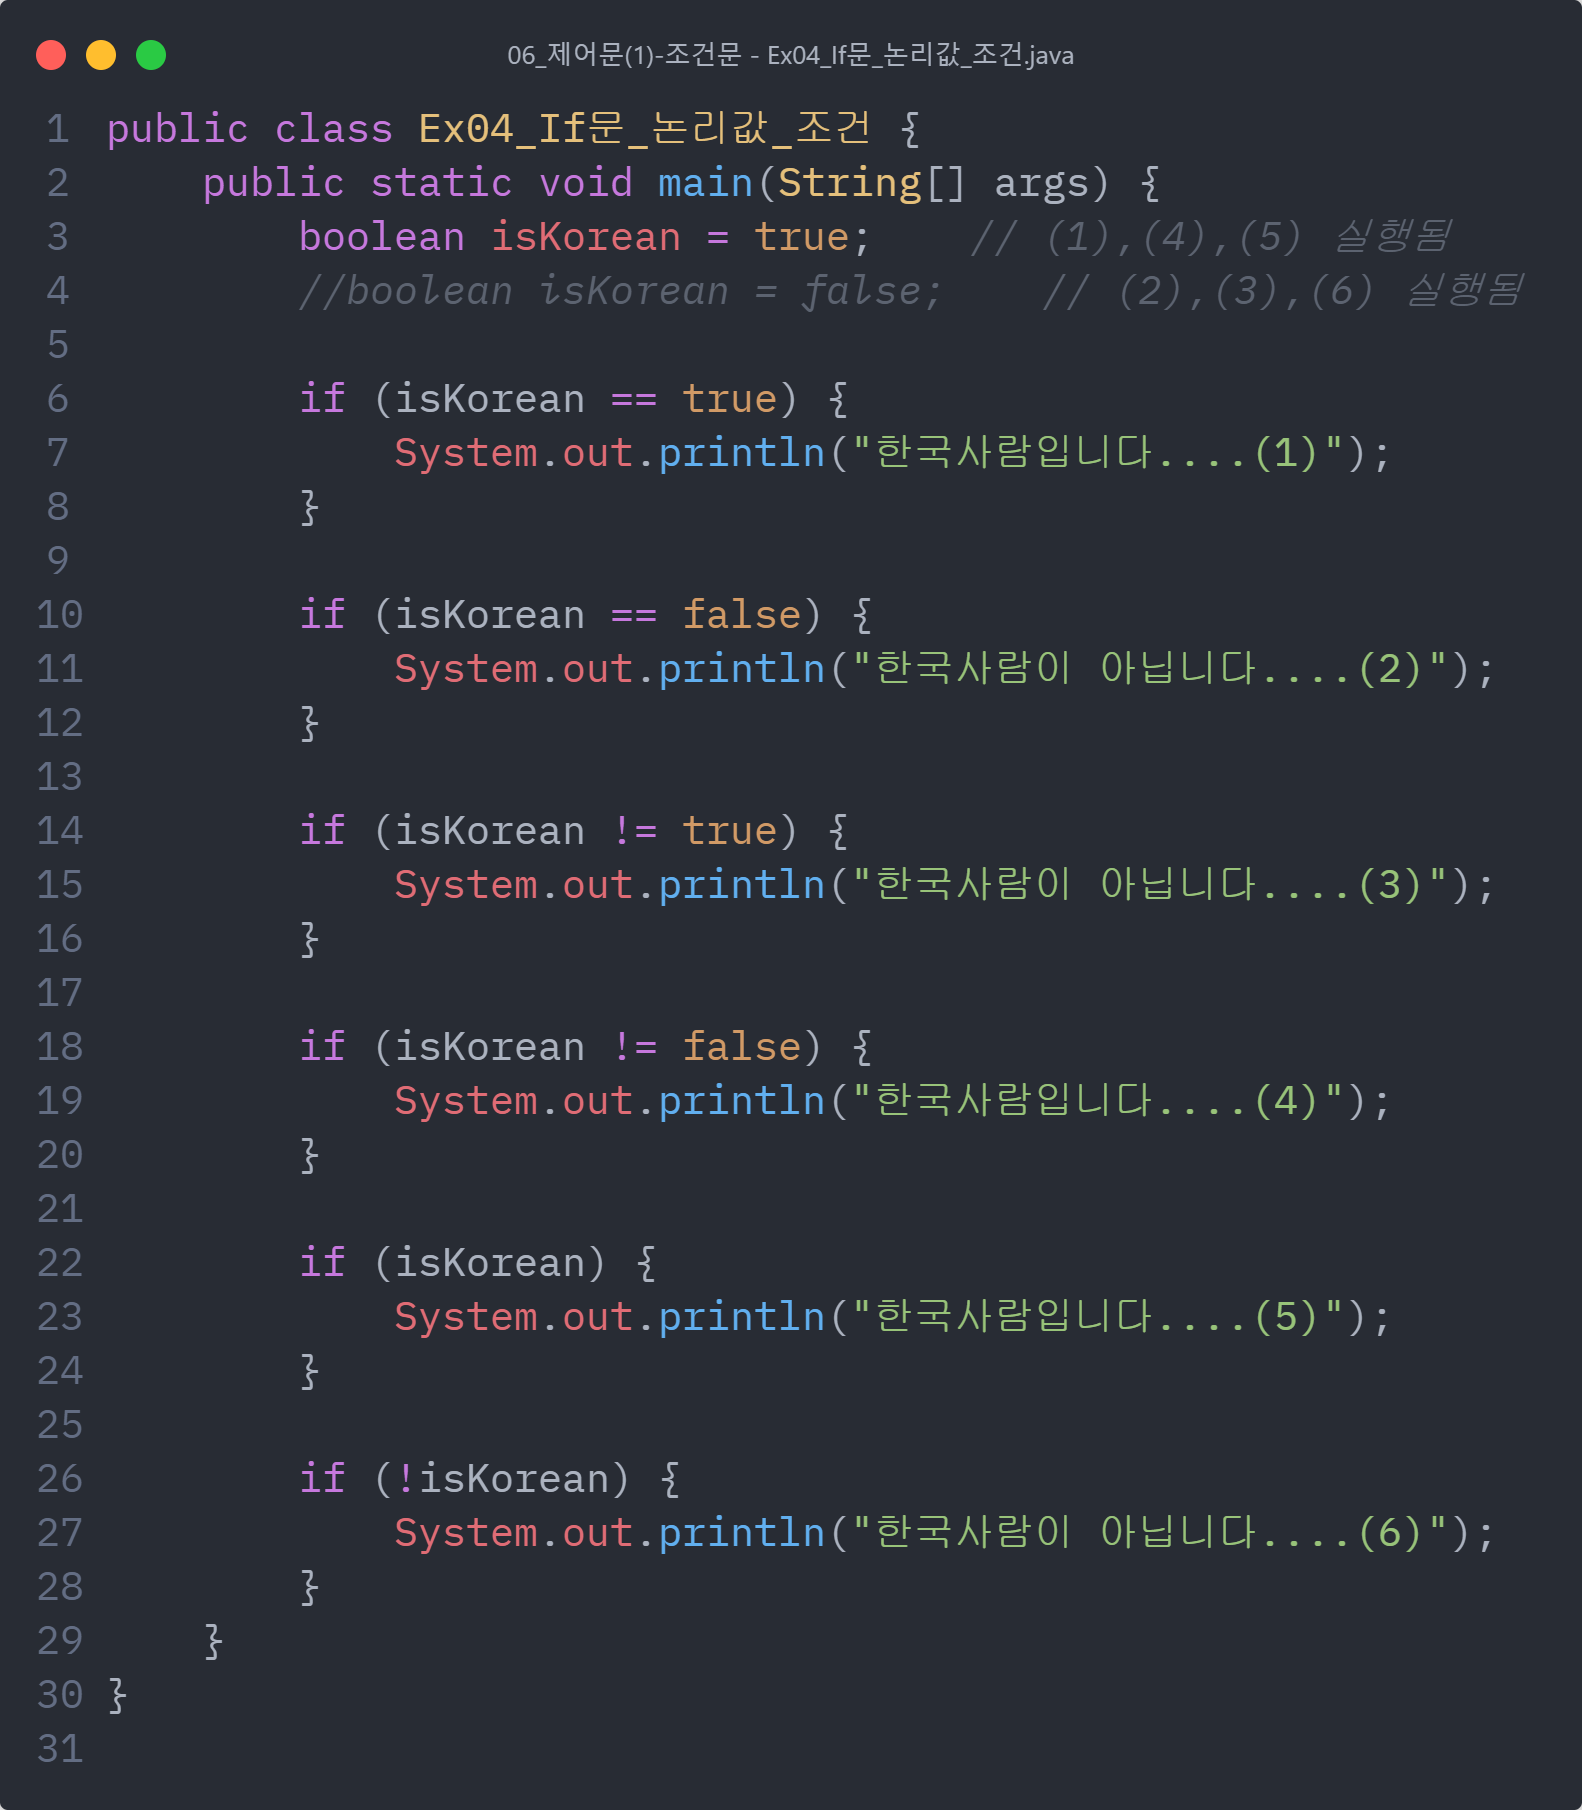 06_제어문(1)-조건문 - Ex04_If문_논리값_조건.java
1 public class Ex04_If문_논리값_조건 {
2     public static void main(String[] args) {
3         boolean isKorean = true;    // (1),(4),(5) 실행됨
4         //boolean isKorean = false;    // (2),(3),(6) 실행됨
5
6         if (isKorean == true) {
7             System.out.println("한국사람입니다....(1)");
8         }
9
10         if (isKorean == false) {
11             System.out.println("한국사람이 아닙니다....(2)");
12         }
13
14         if (isKorean != true) {
15             System.out.println("한국사람이 아닙니다....(3)");
16         }
17
18         if (isKorean != false) {
19             System.out.println("한국사람입니다....(4)");
20         }
21
22         if (isKorean) {
23             System.out.println("한국사람입니다....(5)");
24         }
25
26         if (!isKorean) {
27             System.out.println("한국사람이 아닙니다....(6)");
28         }
29     }
30 }
31